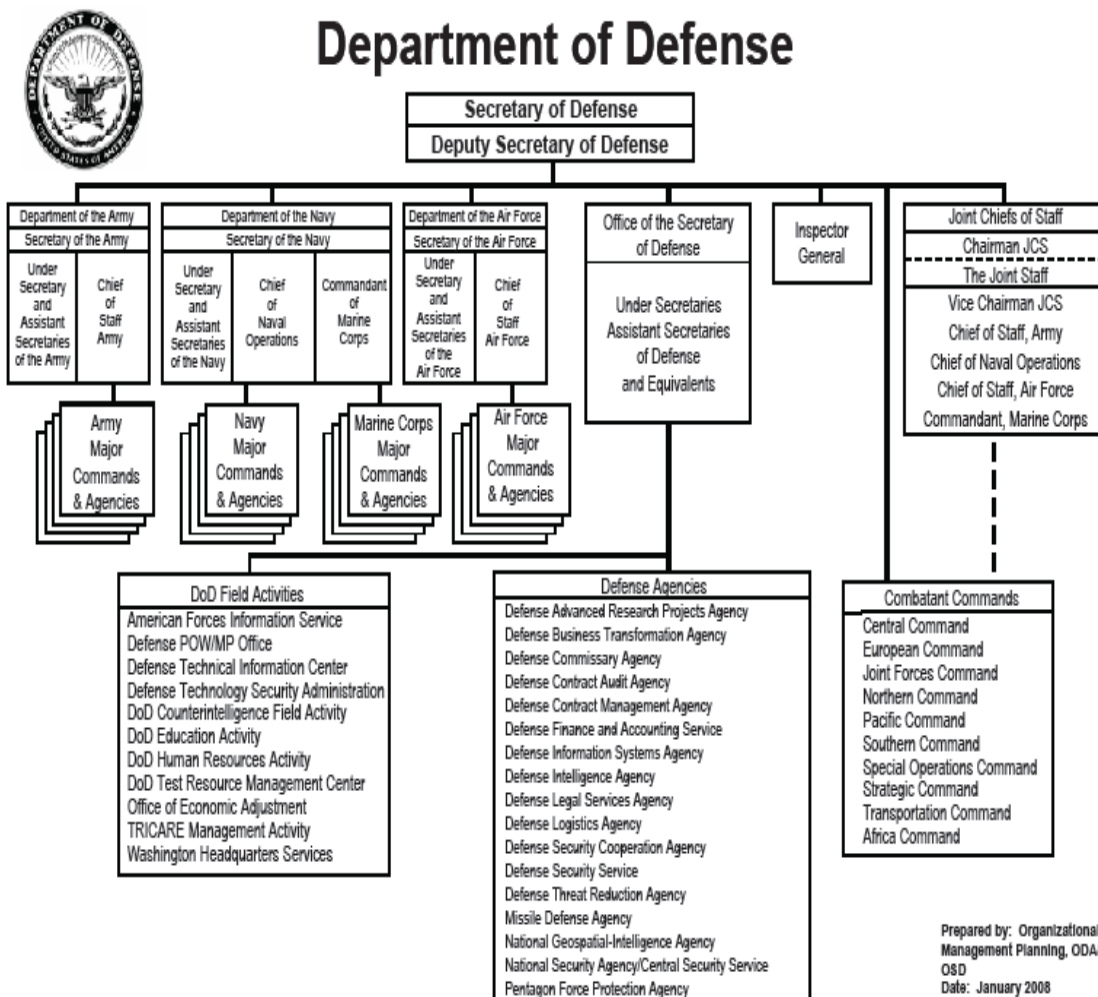 DEPARTMENT OF DEFENSE
UNITED STATES OF AMERICA
Department of Defense
Secretary of Defense
Deputy Secretary of Defense
Department of the Army
Secretary of the Army
Under
Secretary
and
Assistant
Secretaries
of the Army
Chief
of
Staff
Army
Department of the Navy
Secretary of the Navy
Under
Secretary
and
Assistant
Secretaries
of the Navy
Chief
of
Naval
Operations
Commandant
of
Marine
Corps
Department of the Air Force
Secretary of the Air Force
Under
Secretary
and
Assistant
Secretaries
of the
Air Force
Chief
of
Staff
Air Force
Office of the Secretary
of Defense
Under Secretaries
Assistant Secretaries
of Defense
and Equivalents
Inspector
General
Joint Chiefs of Staff
Chairman JCS
The Joint Staff
Vice Chairman JCS
Chief of Staff, Army
Chief of Naval Operations
Chief of Staff, Air Force
Commandant, Marine Corps
Army
Major
Commands
& Agencies
Navy
Major
Commands
& Agencies
Marine Corps
Major
Commands
& Agencies
Air Force
Major
Commands
& Agencies
DoD Field Activities
American Forces Information Service
Defense POW/MP Office
Defense Technical Information Center
Defense Technology Security Administration
DoD Counterintelligence Field Activity
DoD Education Activity
DoD Human Resources Activity
DoD Test Resource Management Center
Office of Economic Adjustment
TRICARE Management Activity
Washington Headquarters Services
Defense Agencies
Defense Advanced Research Projects Agency
Defense Business Transformation Agency
Defense Commissary Agency
Defense Contract Audit Agency
Defense Contract Management Agency
Defense Finance and Accounting Service
Defense Information Systems Agency
Defense Intelligence Agency
Defense Legal Services Agency
Defense Logistics Agency
Defense Security Cooperation Agency
Defense Security Service
Defense Threat Reduction Agency
Missile Defense Agency
National Geospatial-Intelligence Agency
National Security Agency/Central Security Service
Pentagon Force Protection Agency
Combatant Commands
Central Command
European Command
Joint Forces Command
Northern Command
Pacific Command
Southern Command
Special Operations Command
Strategic Command
Transportation Command
Africa Command
Prepared by: Organizational
Management Planning,
OSD
Date: January 2008